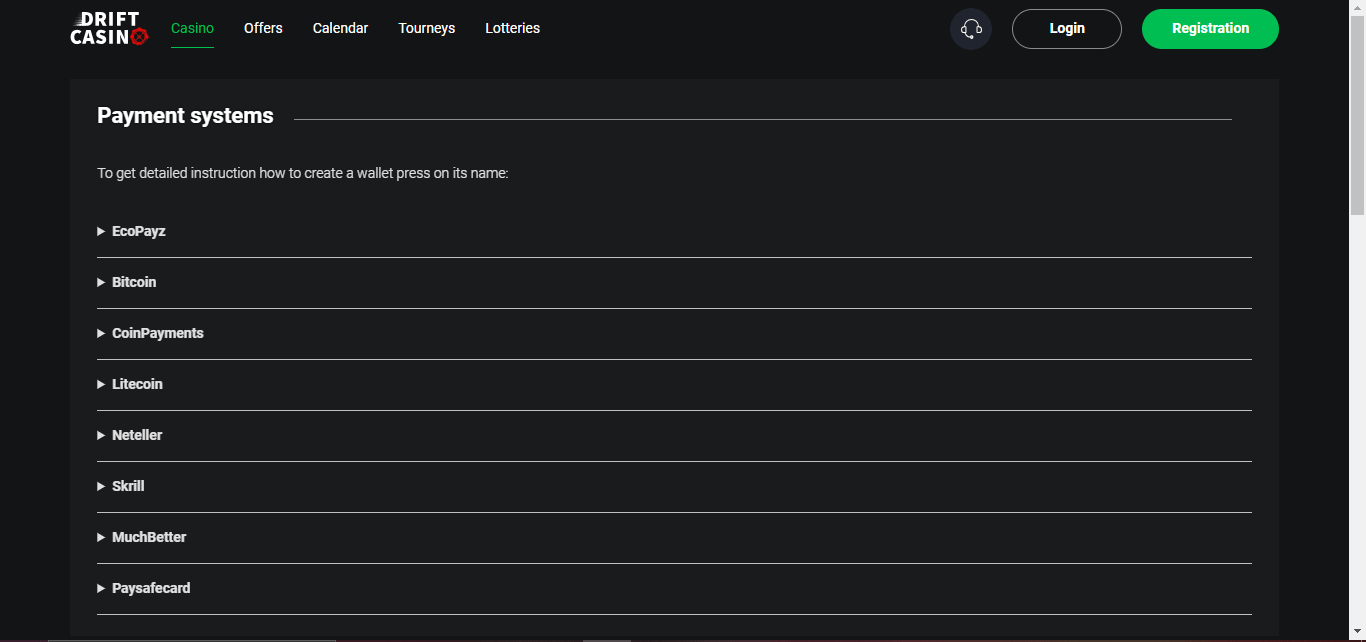 DRIFT
CASINO
Casino
Offers
Calendar
Tourneys
Lotteries
Login
Registration
Payment systems
To get detailed instruction how to create a wallet press on its name:
EcoPayz
Bitcoin
CoinPayments
Litecoin
Neteller
Skrill
MuchBetter
Paysafecard